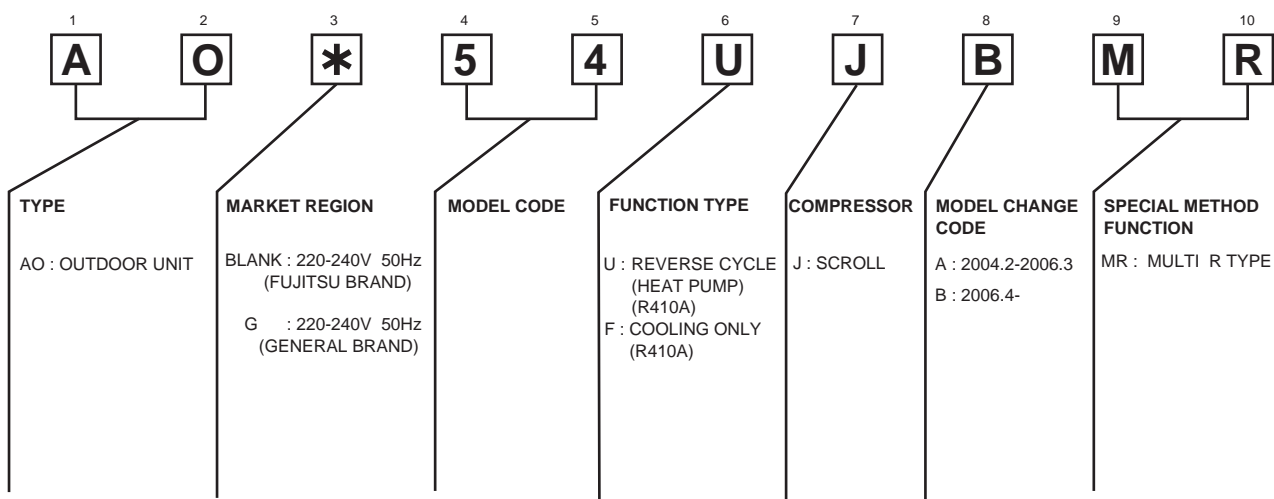 1 2 3 4 5 6 7 8 9 10
A O * 5 4 U J B M R
TYPE
AO : OUTDOOR UNIT
MARKET REGION
BLANK : 220-240V 50Hz
(FUJITSU BRAND)
G : 220-240V 50Hz
(GENERAL BRAND)
MODEL CODE
FUNCTION TYPE
U : REVERSE CYCLE
(HEAT PUMP)
(R410A)
F : COOLING ONLY
(R410A)
COMPRESSOR
J : SCROLL
MODEL CHANGE
CODE
A : 2004.2-2006.3
B : 2006.4-
SPECIAL METHOD
FUNCTION
MR : MULTI R TYPE